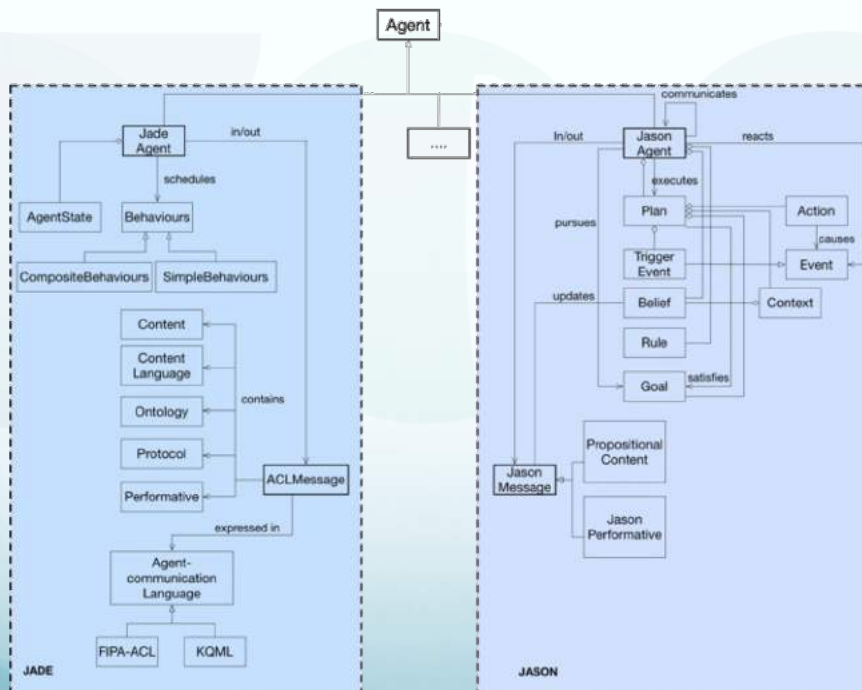 Agent
....
Jade
Agent
in/out
schedules
AgentState
Behaviours
CompositeBehaviours
SimpleBehaviours
Content
Content
Language
contains
Ontology
Protocol
Performative
ACLMessage
expressed in
Agent-
communication
Language
FIPA-ACL
KQML
JADE
communicates
In/out
Jason
Agent
reacts
executes
pursues
Plan
Action
causes
Trigger
Event
Event
updates
Belief
Context
Rule
Goal
satisfies
Propositional
Content
Jason
Message
Jason
Performative
JASON